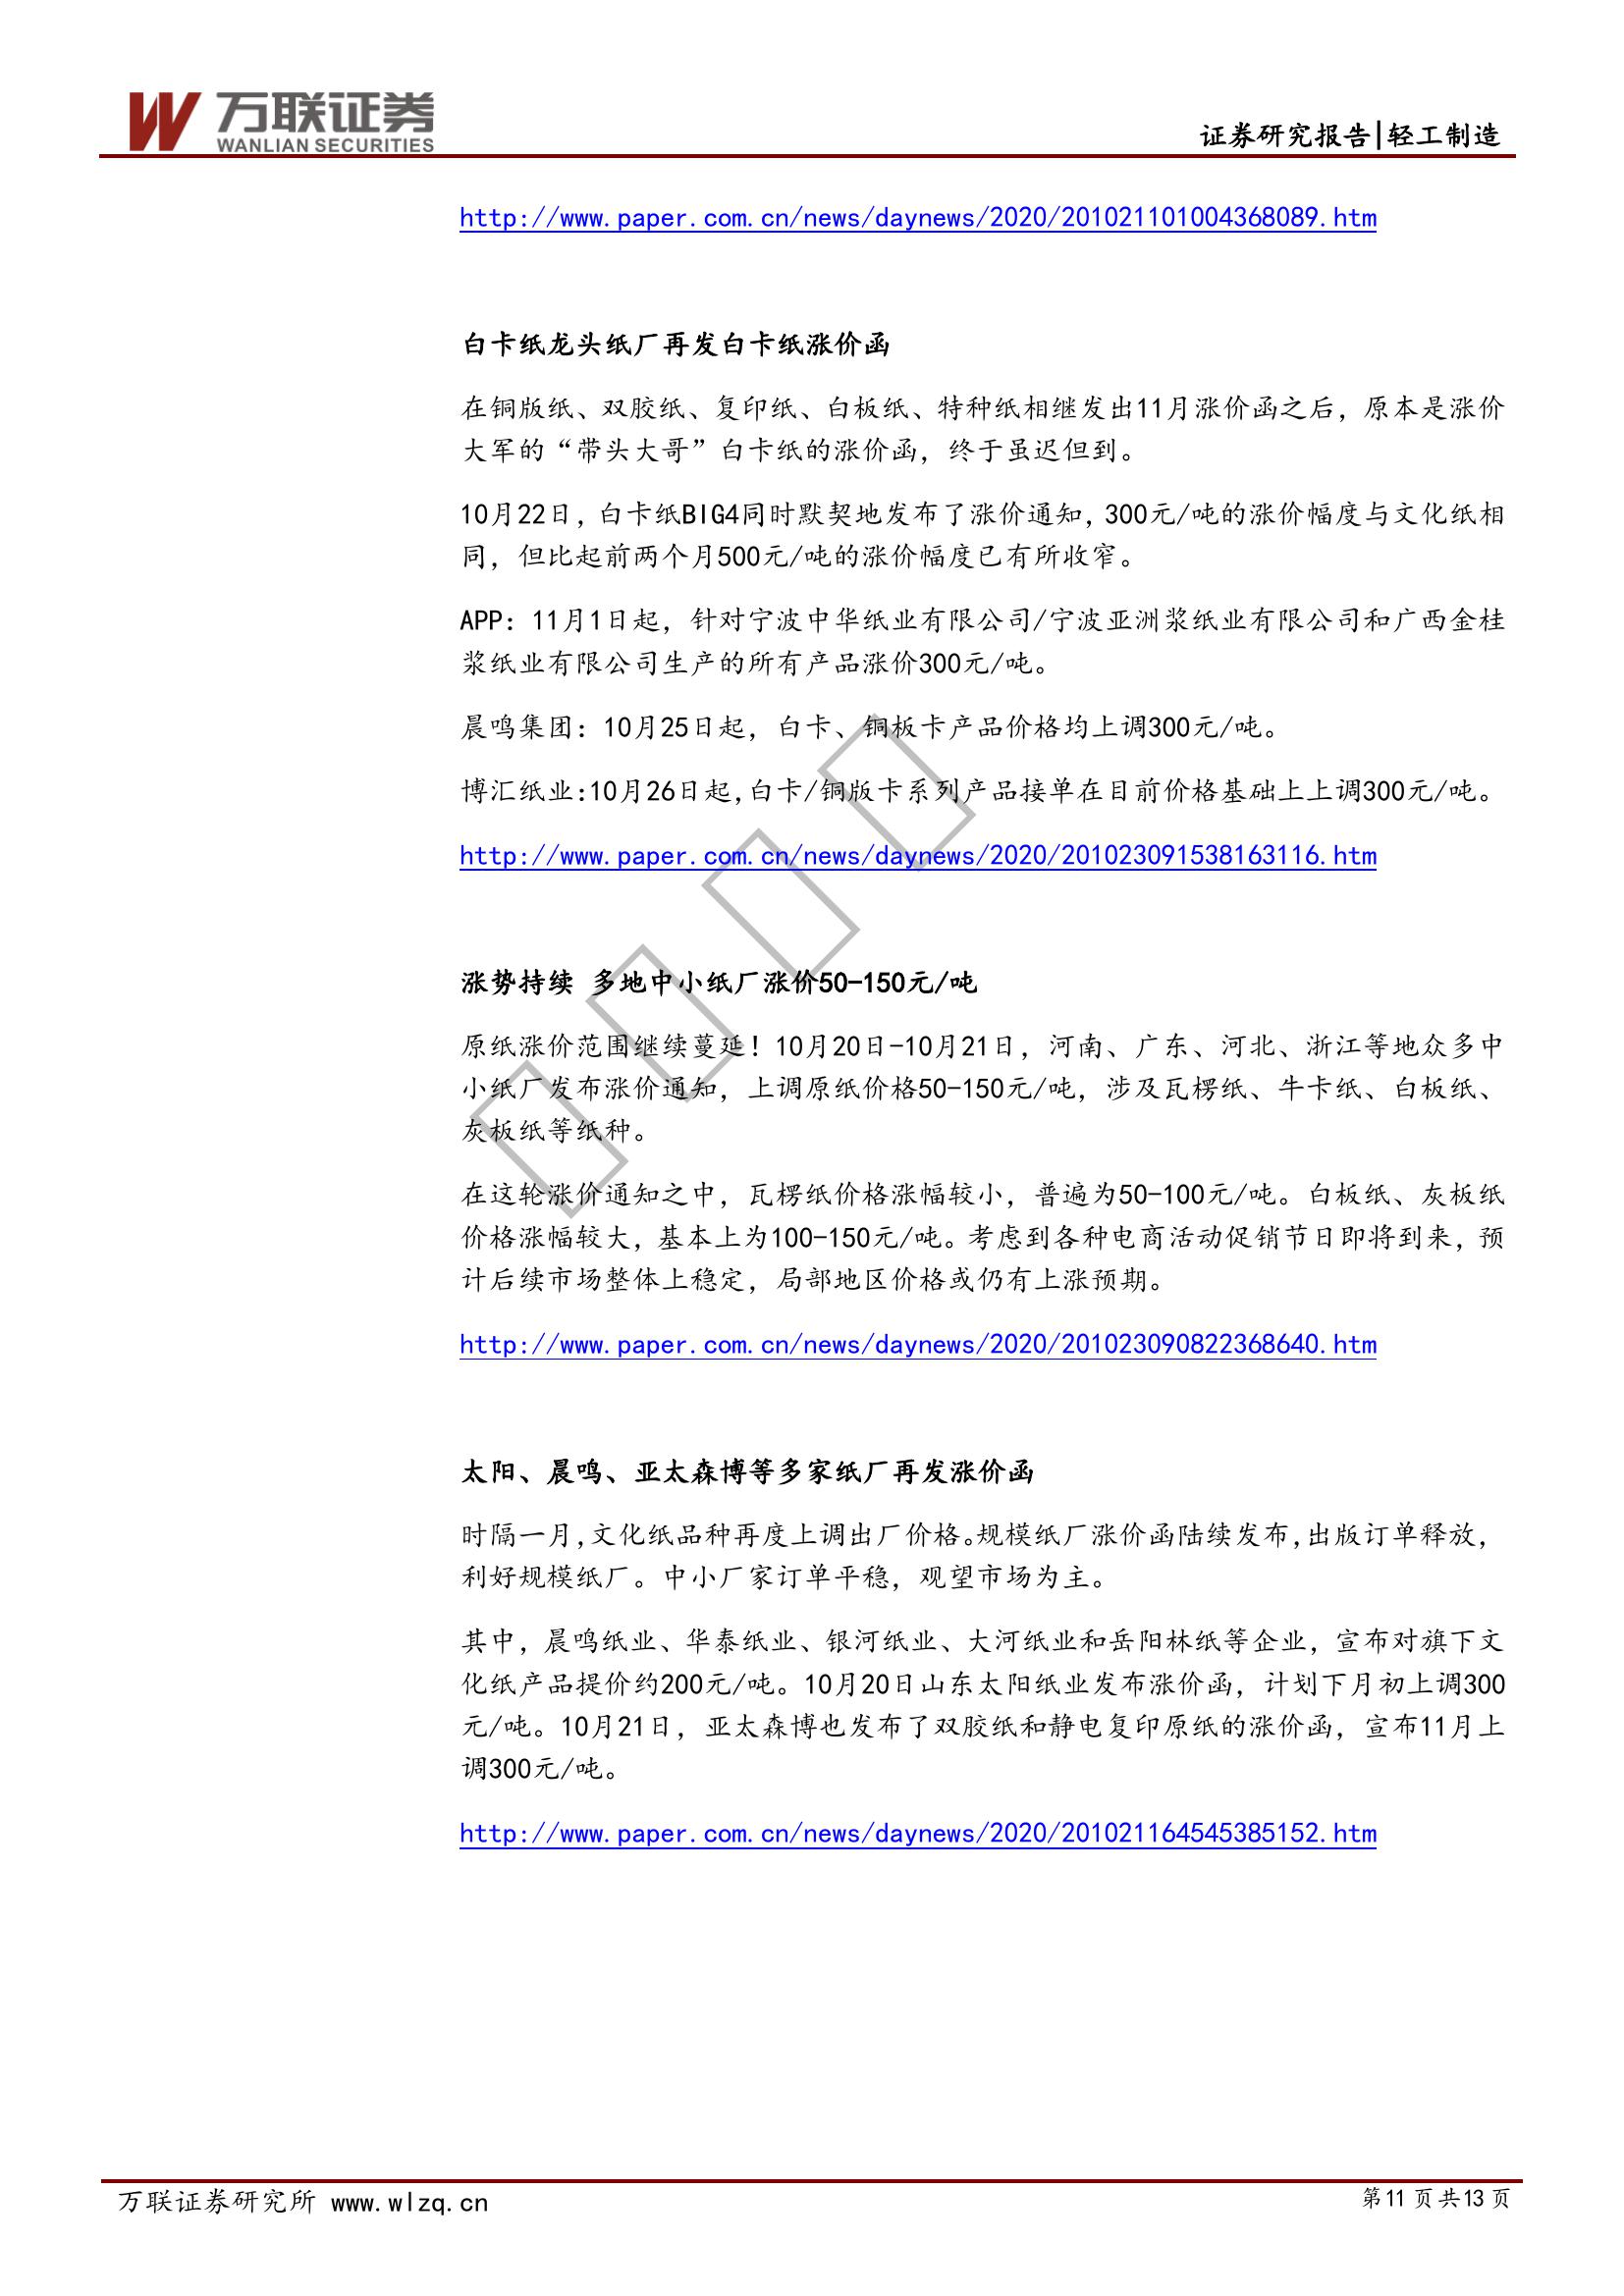 万联证券
WANLIAN SECURITIES
证券研究报告|轻工制造
http://www.paper.com.cn/news/daynews/2020/201021101004368089.htm
白卡纸龙头纸厂再发白卡纸涨价函
在铜版纸、双胶纸、复印纸、白板纸、特种纸相继发出11月涨价函之后，原本是涨价
大军的“带头大哥”白卡纸的涨价函，终于虽迟但到。
10月22日，白卡纸BIG4同时默契地发布了涨价通知，300元/吨的涨价幅度与文化纸相
同，但比起前两个月500元/吨的涨价幅度已有所收窄。
APP：11月1日起，针对宁波中华纸业有限公司/宁波亚洲浆纸业有限公司和广西金桂
浆纸业有限公司生产的所有产品涨价300元/吨。
晨鸣集团：10月25日起，白卡、铜板卡产品价格均上调300元/吨。
博汇纸业：10月26日起，白卡/铜版卡系列产品接单在目前价格基础上上调300元/吨。
http://www.paper.com.cn/news/daynews/2020/201023091538163116.htm
涨势持续 多地中小纸厂涨价50-150元/吨
原纸涨价范围继续蔓延！10月20日-10月21日，河南、广东、河北、浙江等地众多中
小纸厂发布涨价通知，上调原纸价格50-150元/吨，涉及瓦楞纸、牛卡纸、白板纸、
灰板纸等纸种。
在这轮涨价通知之中，瓦楞纸价格涨幅较小，普遍为50-100元/吨。白板纸、灰板纸
价格涨幅较大，基本上为100-150元/吨。考虑到各种电商活动促销节日即将到来，预
计后续市场整体上稳定，局部地区价格或仍有上涨预期。
http://www.paper.com.cn/news/daynews/2020/201023090822368640.htm
太阳、晨鸣、亚太森博等多家纸厂再发涨价函
时隔一月，文化纸品种再度上调出厂价格。规模纸厂涨价函陆续发布，出版订单释放，
利好规模纸厂。中小厂家订单平稳，观望市场为主。
其中，晨鸣纸业、华泰纸业、银河纸业、大河纸业和岳阳林纸等企业，宣布对旗下文
化纸产品提价约200元/吨。10月20日山东太阳纸业发布涨价函，计划下月初上调300
元/吨。10月21日，亚太森博也发布了双胶纸和静电复印原纸的涨价函，宣布11月上
调300元/吨。
http://www.paper.com.cn/news/daynews/2020/201021164545385152.htm
万联证券研究所 www.wlzq.cn
第11页共13页